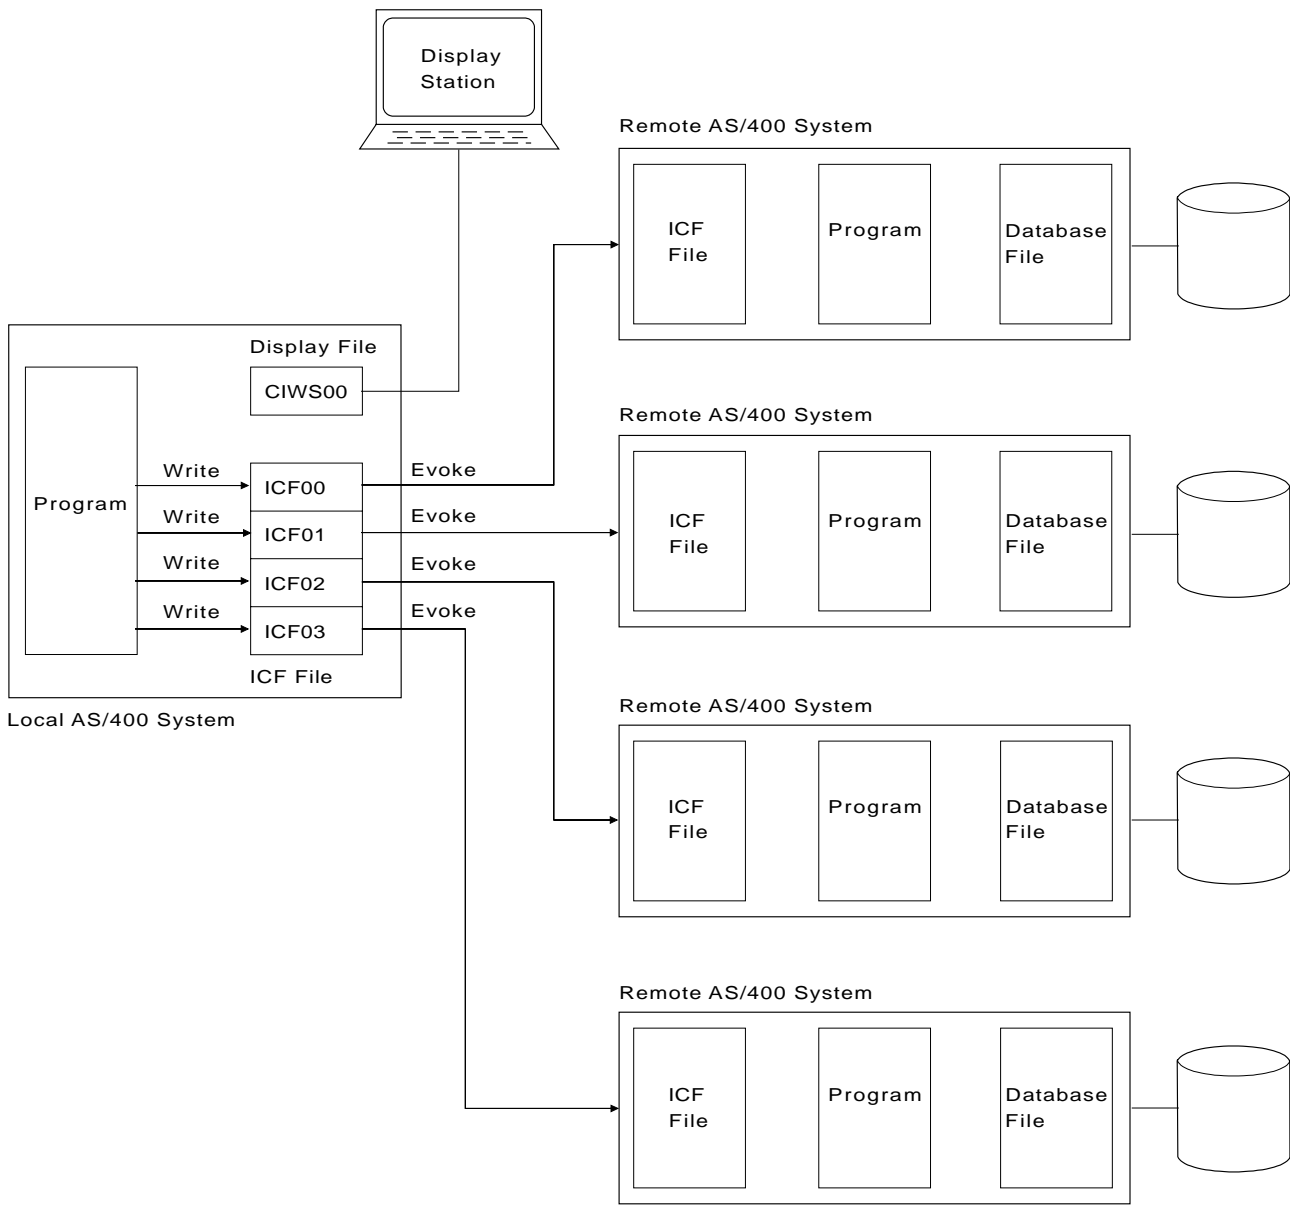 Display
Station
Remote AS/400 System
ICF
File
Program
Database
File
Display File
CIWS00
Remote AS/400 System
Program
Write
ICF00
Evoke
Write
ICF01
Evoke
Write
ICF02
Evoke
Write
ICF03
Evoke
ICF File
Local AS/400 System
ICF
File
Program
Database
File
Remote AS/400 System
ICF
File
Program
Database
File
Remote AS/400 System
ICF
File
Program
Database
File